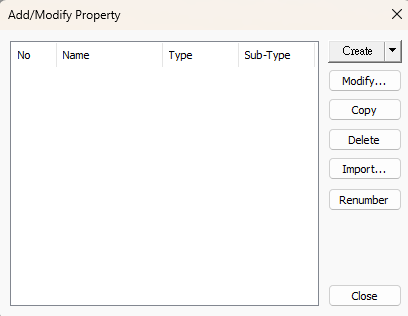 Add/Modify Property
No Name Type Sub-Type
Create
Modify...
Copy
Delete
Import...
Renumber
Close